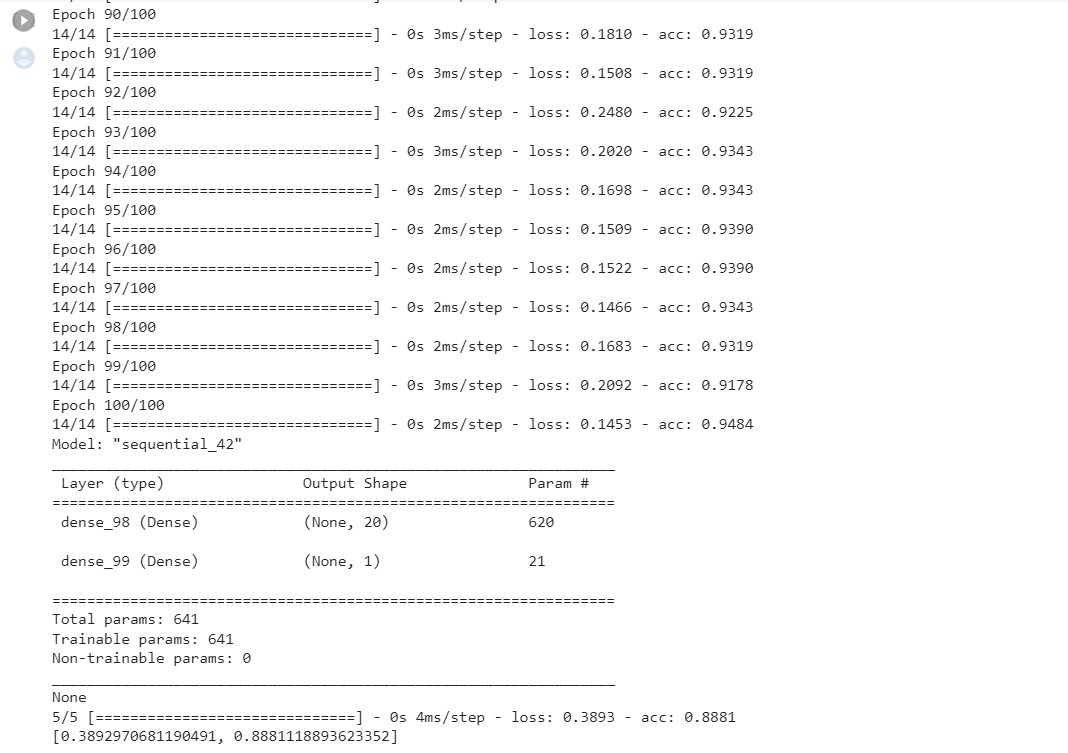 Epoch 90/100
14/14 [==============================] - 0s 3ms/step - loss: 0.1810 - acc: 0.9319
Epoch 91/100
14/14 [==============================] - 0s 3ms/step - loss: 0.1508 - acc: 0.9319
Epoch 92/100
14/14 [==============================] - 0s 2ms/step - loss: 0.2480 - acc: 0.9225
Epoch 93/100
14/14 [==============================] - 0s 3ms/step - loss: 0.2020 - acc: 0.9343
Epoch 94/100
14/14 [==============================] - 0s 2ms/step - loss: 0.1698 - acc: 0.9343
Epoch 95/100
14/14 [==============================] - 0s 2ms/step - loss: 0.1509 - acc: 0.9390
Epoch 96/100
14/14 [==============================] - 0s 2ms/step - loss: 0.1522 - acc: 0.9390
Epoch 97/100
14/14 [==============================] - 0s 2ms/step - loss: 0.1466 - acc: 0.9343
Epoch 98/100
14/14 [==============================] - 0s 2ms/step - loss: 0.1683 - acc: 0.9319
Epoch 99/100
14/14 [==============================] - 0s 3ms/step - loss: 0.2092 - acc: 0.9178
Epoch 100/100
14/14 [==============================] - 0s 2ms/step - loss: 0.1453 - acc: 0.9484
Model: "sequential_42"
_________________________________________________________________
Layer (type) Output Shape Param #
=================================================================
dense_98 (Dense) (None, 20) 620
dense_99 (Dense) (None, 1) 21
=================================================================
Total params: 641
Trainable params: 641
Non-trainable params: 0
_________________________________________________________________
None
5/5 [==============================] - 0s 4ms/step - loss: 0.3893 - acc: 0.8881
[0.3892970681190491, 0.8881118893623352]